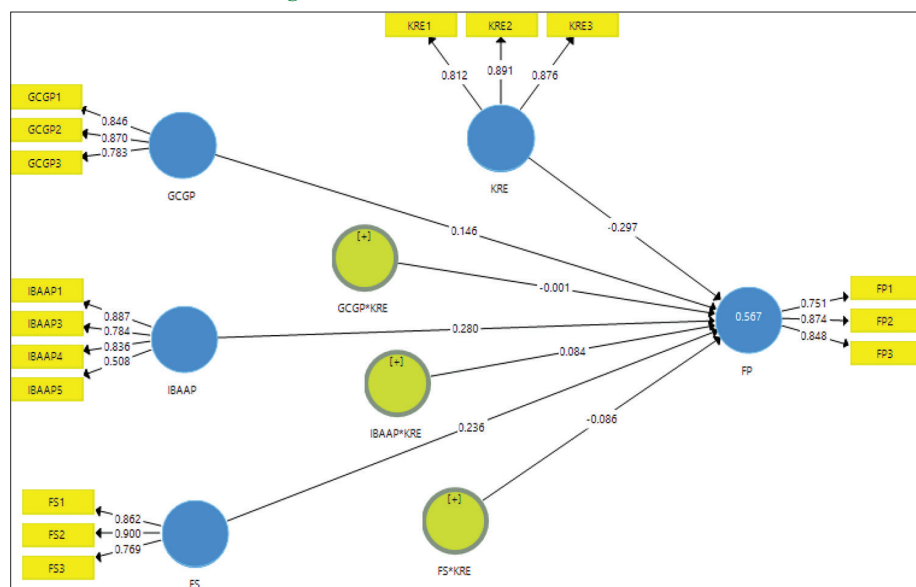 KRE1 KRE2 KRE3
0.812 0.891 0.876
KRE
GCGP1
GCGP2
GCGP3
0.846
0.870
0.783
GCGP
0.146
-0.297
[+]
GCGP*KRE
-0.001
IBAAP1
IBAAP3
IBAAP4
IBAAP5
0.887
0.784
0.836
0.508
IBAAP
0.280
[+]
IBAAP*KRE
0.084
0.567
FP
0.751
0.874
0.848
FP1
FP2
FP3
FS1
FS2
FS3
0.862
0.900
0.769
FS
0.236
[+]
FS*KRE
-0.086